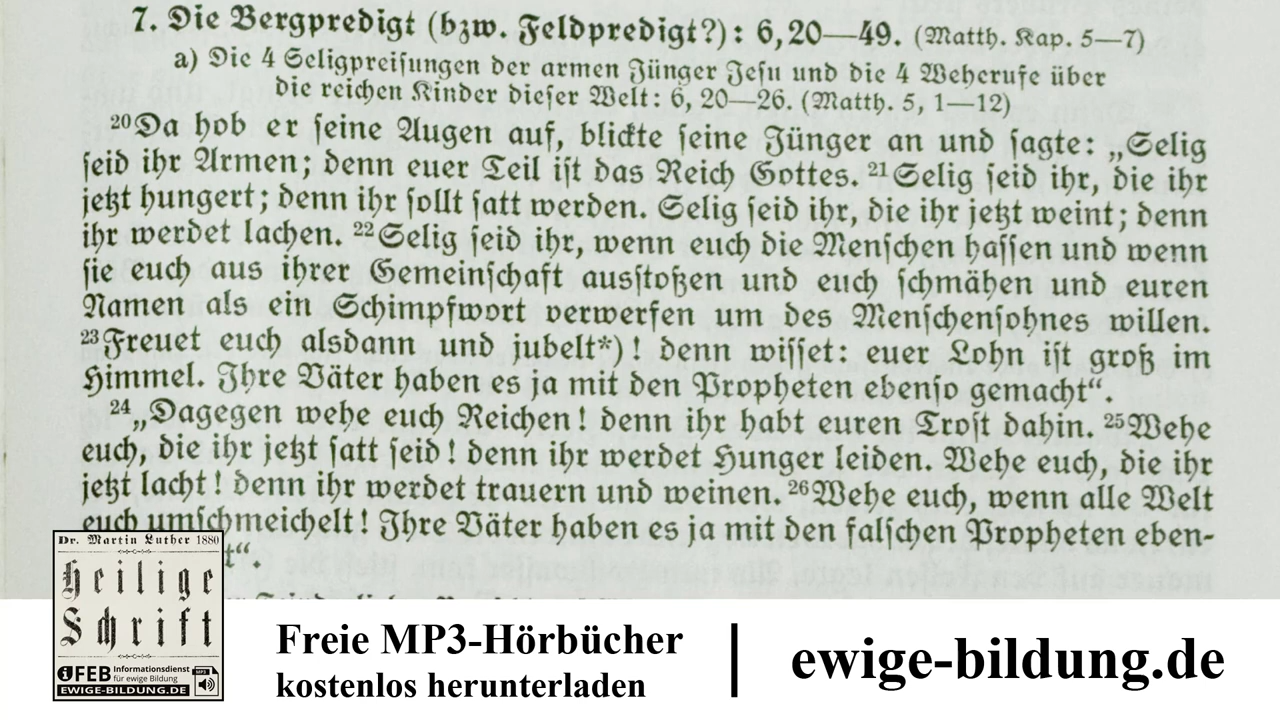 7. Die Bergpredigt (bzw. Feldpredigt?): 6,20—49. (Matth. Kap. 5—7)
a) Die 4 Seligpreisungen der armen Jünger Jesu und die 4 Weherufe über
die reichen Kinder dieser Welt: 6, 20—26. (Matth. 5, 1—12)
²⁰Da hob er seine Augen auf, blickte seine Jünger an und sagte: „Selig
seid ihr Armen; denn euer Teil ist das Reich Gottes. ²¹Selig seid ihr, die ihr
jetzt hungert; denn ihr sollt satt werden. Selig seid ihr, die ihr jetzt weint; denn
ihr werdet lachen. ²²Selig seid ihr, wenn euch die Menschen hassen und wenn
sie euch aus ihrer Gemeinschaft ausstoßen und euch schmähen und euren
Namen als ein Schimpfwort verwerfen um des Menschensohnes willen.
²³Freuet euch alsdann und jubelt*)! denn wisset: euer Lohn ist groß im
Himmel. Ihre Väter haben es ja mit den Propheten ebenso gemacht“.
²⁴„Dagegen wehe euch Reichen! denn ihr habt euren Trost dahin. ²⁵Wehe
euch, die ihr jetzt satt seid! denn ihr werdet Hunger leiden. Wehe euch, die ihr
jetzt lacht! denn ihr werdet trauern und weinen. ²⁶Wehe euch, wenn alle Welt
euch umschmeichelt! Ihre Väter haben es ja mit den falschen Propheten eben-
t“.
Dr. Martin Luther 1880
Heilige
Schrift
iFEB Informationsdienst
für ewige Bildung
MP3
EWIGE-BILDUNG.DE
Freie MP3-Hörbücher
kostenlos herunterladen
ewige-bildung.de